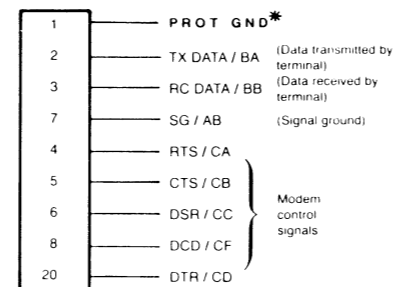 1 PROT GND*
2 TX DATA / BA (Data transmitted by
terminal)
3 RC DATA / BB (Data received by
terminal)
7 SG / AB (Signal ground)
4 RTS / CA
5 CTS / CB
6 DSR / CC
8 DCD / CF
20 DTR / CD
Modem
control
signals